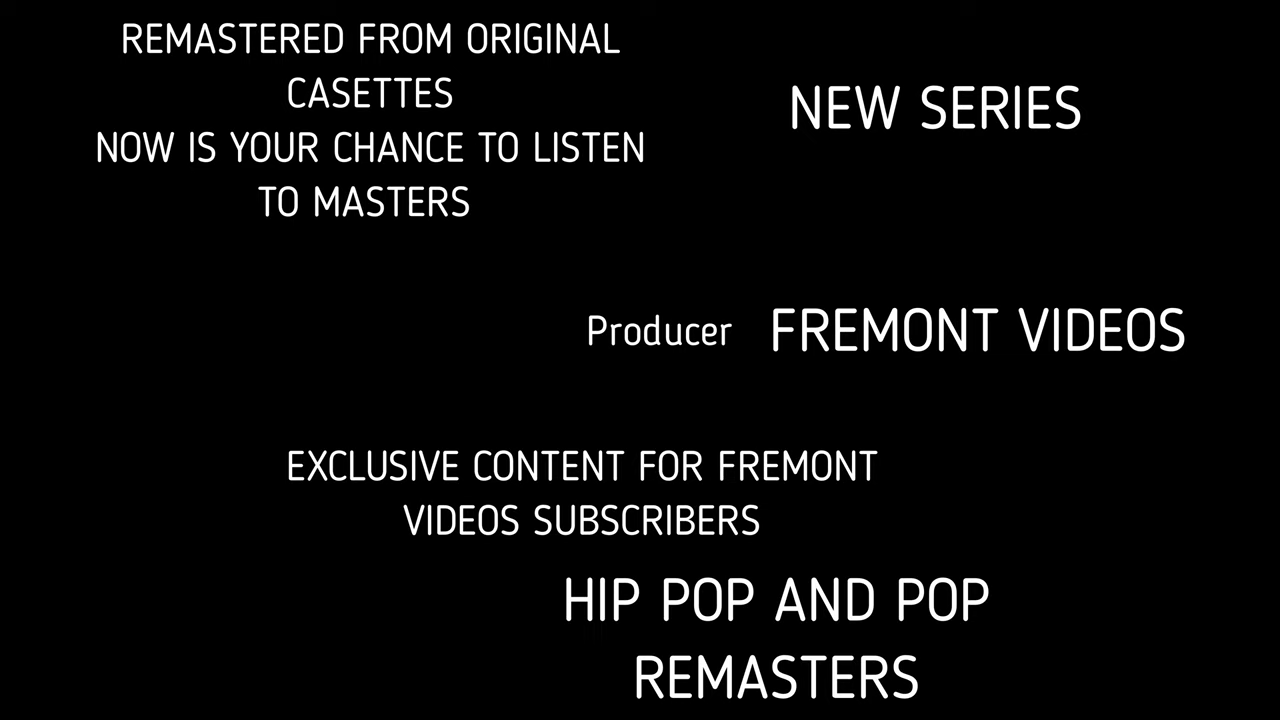 REMASTERED FROM ORIGINAL
CASETTES
NOW IS YOUR CHANCE TO LISTEN
TO MASTERS
NEW SERIES
Producer FREMONT VIDEOS
EXCLUSIVE CONTENT FOR FREMONT
VIDEOS SUBSCRIBERS
HIP POP AND POP
REMASTERS